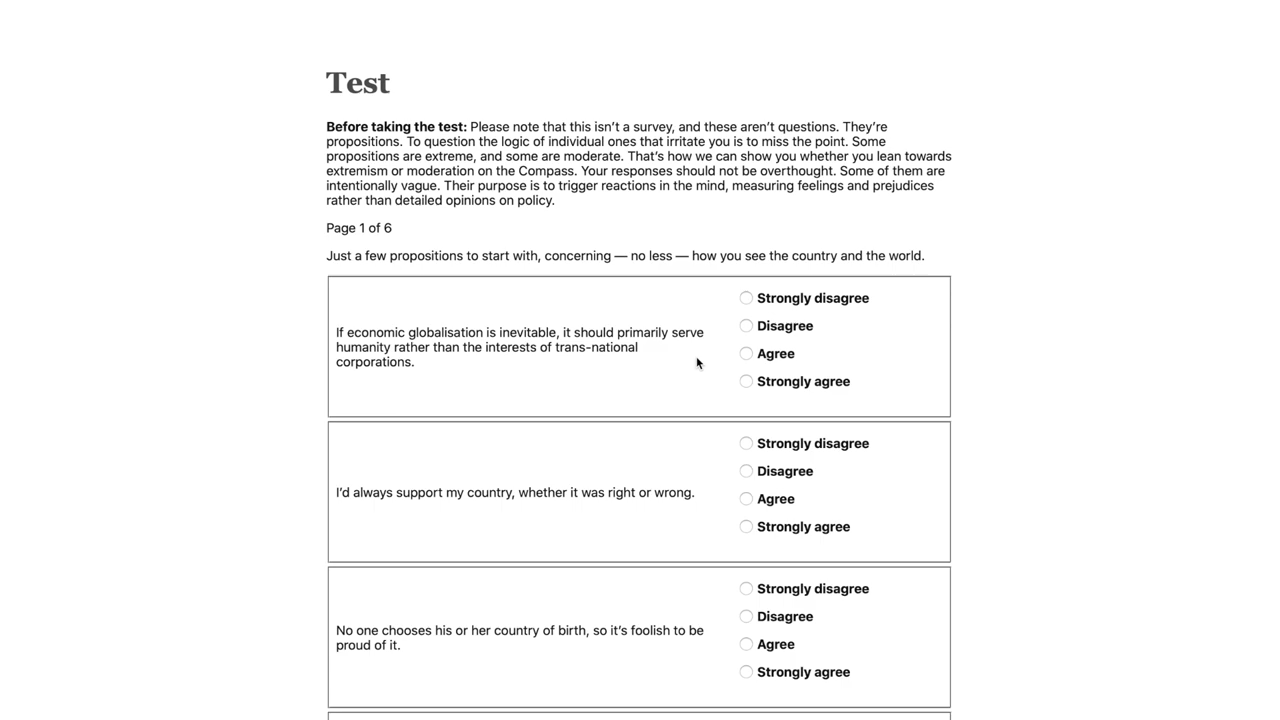 Test
Before taking the test: Please note that this isn’t a survey, and these aren’t questions. They’re
propositions. To question the logic of individual ones that irritate you is to miss the point. Some
propositions are extreme, and some are moderate. That’s how we can show you whether you lean towards
extremism or moderation on the Compass. Your responses should not be overthought. Some of them are
intentionally vague. Their purpose is to trigger reactions in the mind, measuring feelings and prejudices
rather than detailed opinions on policy.
Page 1 of 6
Just a few propositions to start with, concerning — no less — how you see the country and the world.
If economic globalisation is inevitable, it should primarily serve
humanity rather than the interests of trans-national
corporations.
Strongly disagree
Disagree
Agree
Strongly agree
I’d always support my country, whether it was right or wrong.
Strongly disagree
Disagree
Agree
Strongly agree
No one chooses his or her country of birth, so it’s foolish to be
proud of it.
Strongly disagree
Disagree
Agree
Strongly agree